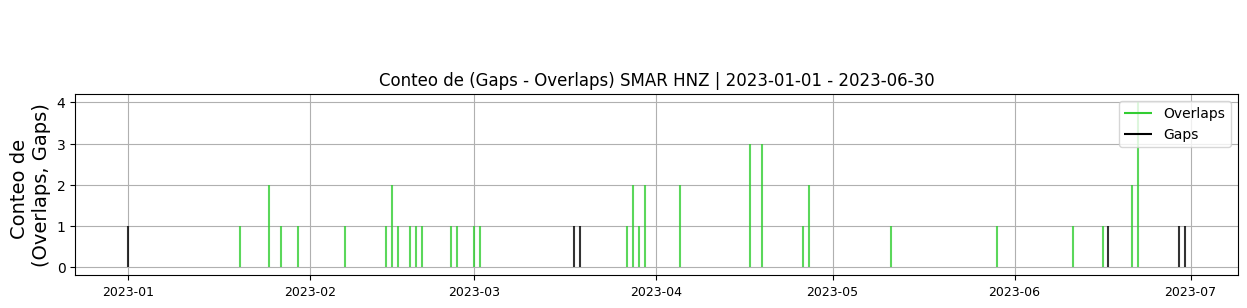 Conteo de (Gaps - Overlaps) SMAR HNZ | 2023-01-01 - 2023-06-30
Conteo de
(Overlaps, Gaps)
4
3
2
1
0
Overlaps
Gaps
2023-01
2023-02
2023-03
2023-04
2023-05
2023-06
2023-07